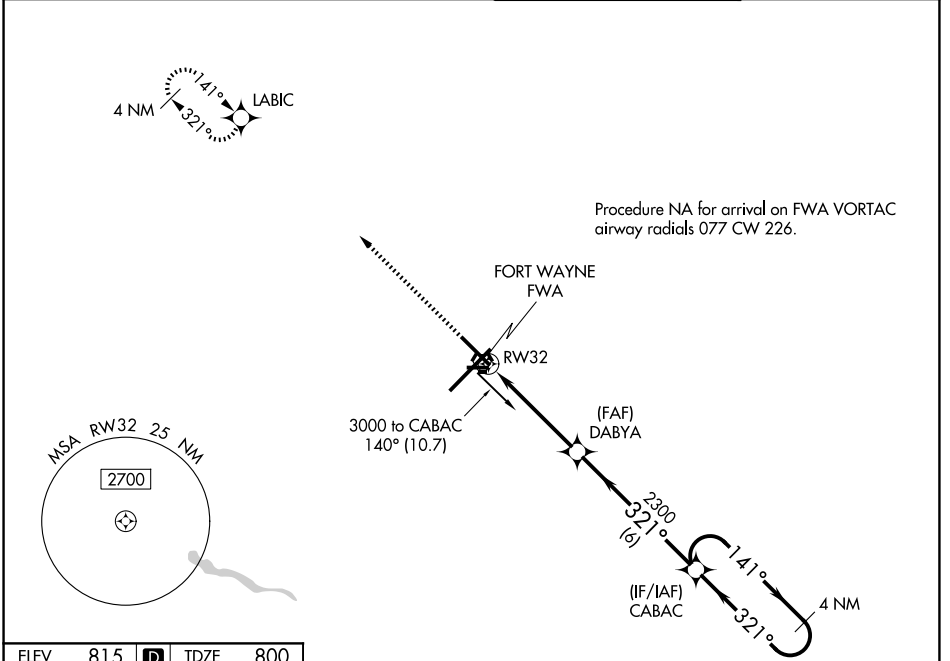 141°
LABIC
4 NM
321°
Procedure NA for arrival on FWA VORTAC
airway radials 077 CW 226.
FORT WAYNE
FWA
RW32
3000 to CABAC
140° (10.7)
(FAF)
DABYA
MSA RW32 25 NM
2700
2300
321°
(6)
141°
(IF/IAF)
CABAC
4 NM
321°
ELEV 815 D TDZE 800